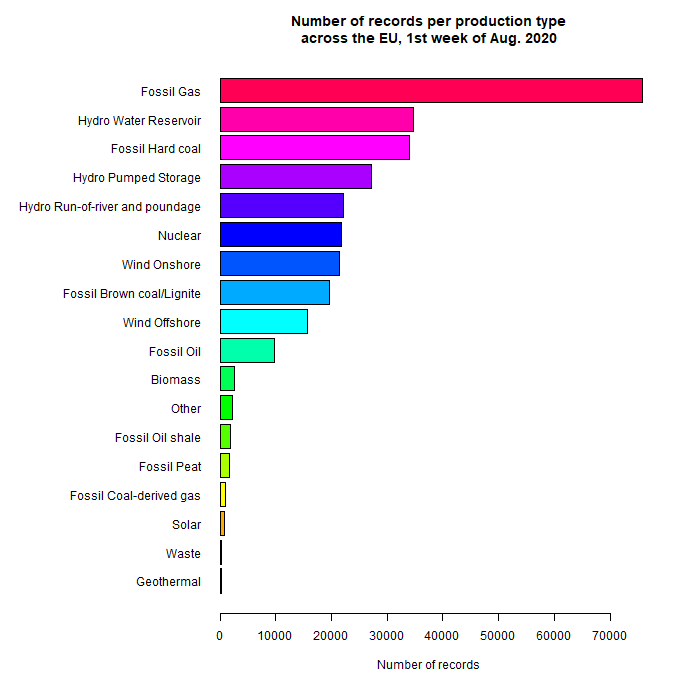 Number of records per production type
across the EU, 1st week of Aug. 2020
Fossil Gas
Hydro Water Reservoir
Fossil Hard coal
Hydro Pumped Storage
Hydro Run-of-river and poundage
Nuclear
Wind Onshore
Fossil Brown coal/Lignite
Wind Offshore
Fossil Oil
Biomass
Other
Fossil Oil shale
Fossil Peat
Fossil Coal-derived gas
Solar
Waste
Geothermal
0 10000 20000 30000 40000 50000 60000 70000
Number of records